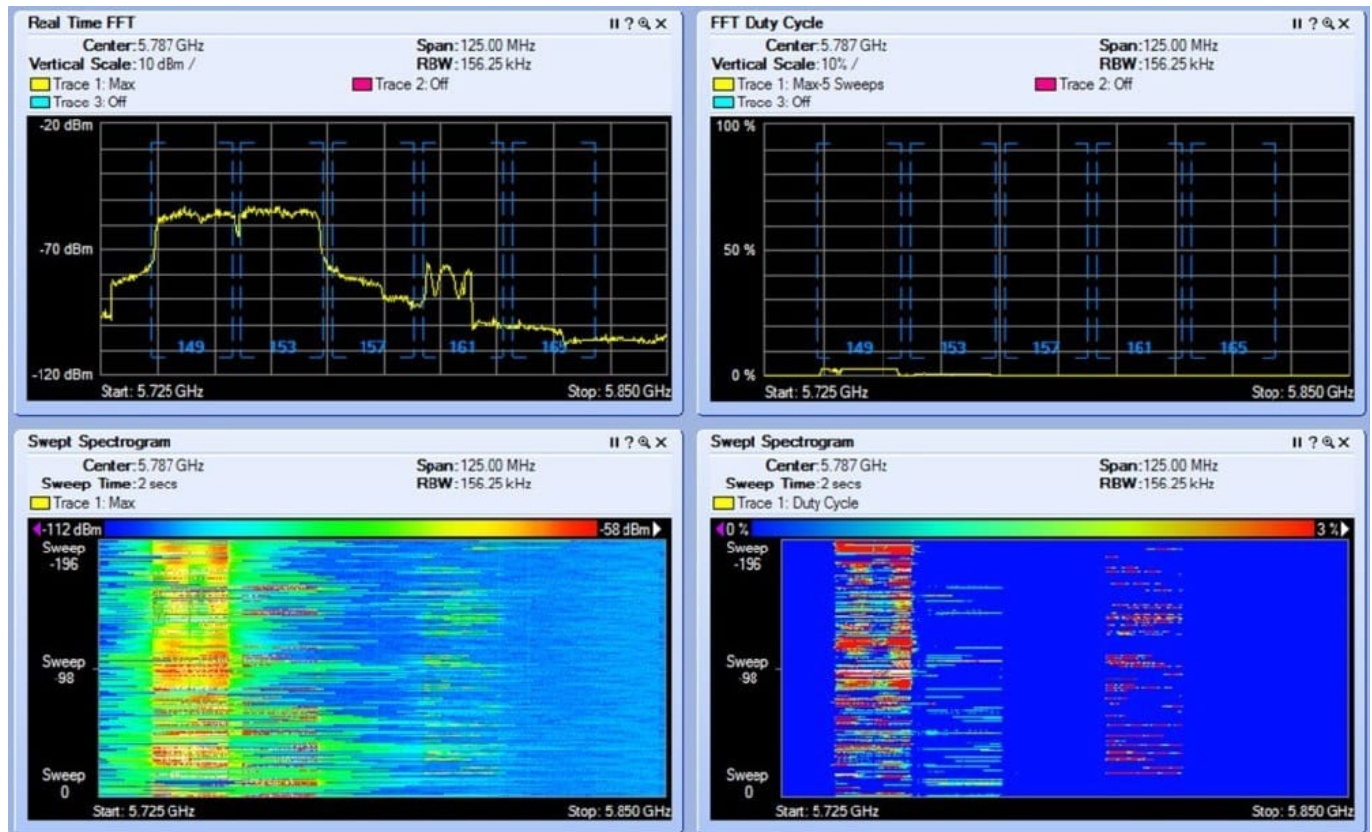 Real Time FFT
Center: 5.787 GHz Span: 125.00 MHz
Vertical Scale: 10 dBm / RBW: 156.25 kHz
Trace 1: Max Trace 2: Off
Trace 3: Off
-20 dBm
-70 dBm
149 153 157 161 165
-120 dBm
Start: 5.725 GHz Stop: 5.850 GHz
FFT Duty Cycle
Center: 5.787 GHz Span: 125.00 MHz
Vertical Scale: 10% / RBW: 156.25 kHz
Trace 1: Max-5 Sweeps Trace 2: Off
Trace 3: Off
100 %
50 %
149 153 157 161 165
0 %
Start: 5.725 GHz Stop: 5.850 GHz
Swept Spectrogram
Center: 5.787 GHz Span: 125.00 MHz
Sweep Time: 2 secs RBW: 156.25 kHz
Trace 1: Max
-112 dBm -58 dBm
Sweep
-196
Sweep
-98
Sweep
0
Start: 5.725 GHz Stop: 5.850 GHz
Swept Spectrogram
Center: 5.787 GHz Span: 125.00 MHz
Sweep Time: 2 secs RBW: 156.25 kHz
Trace 1: Duty Cycle
0 % 3 %
Sweep
-196
Sweep
-98
Sweep
0
Start: 5.725 GHz Stop: 5.850 GHz